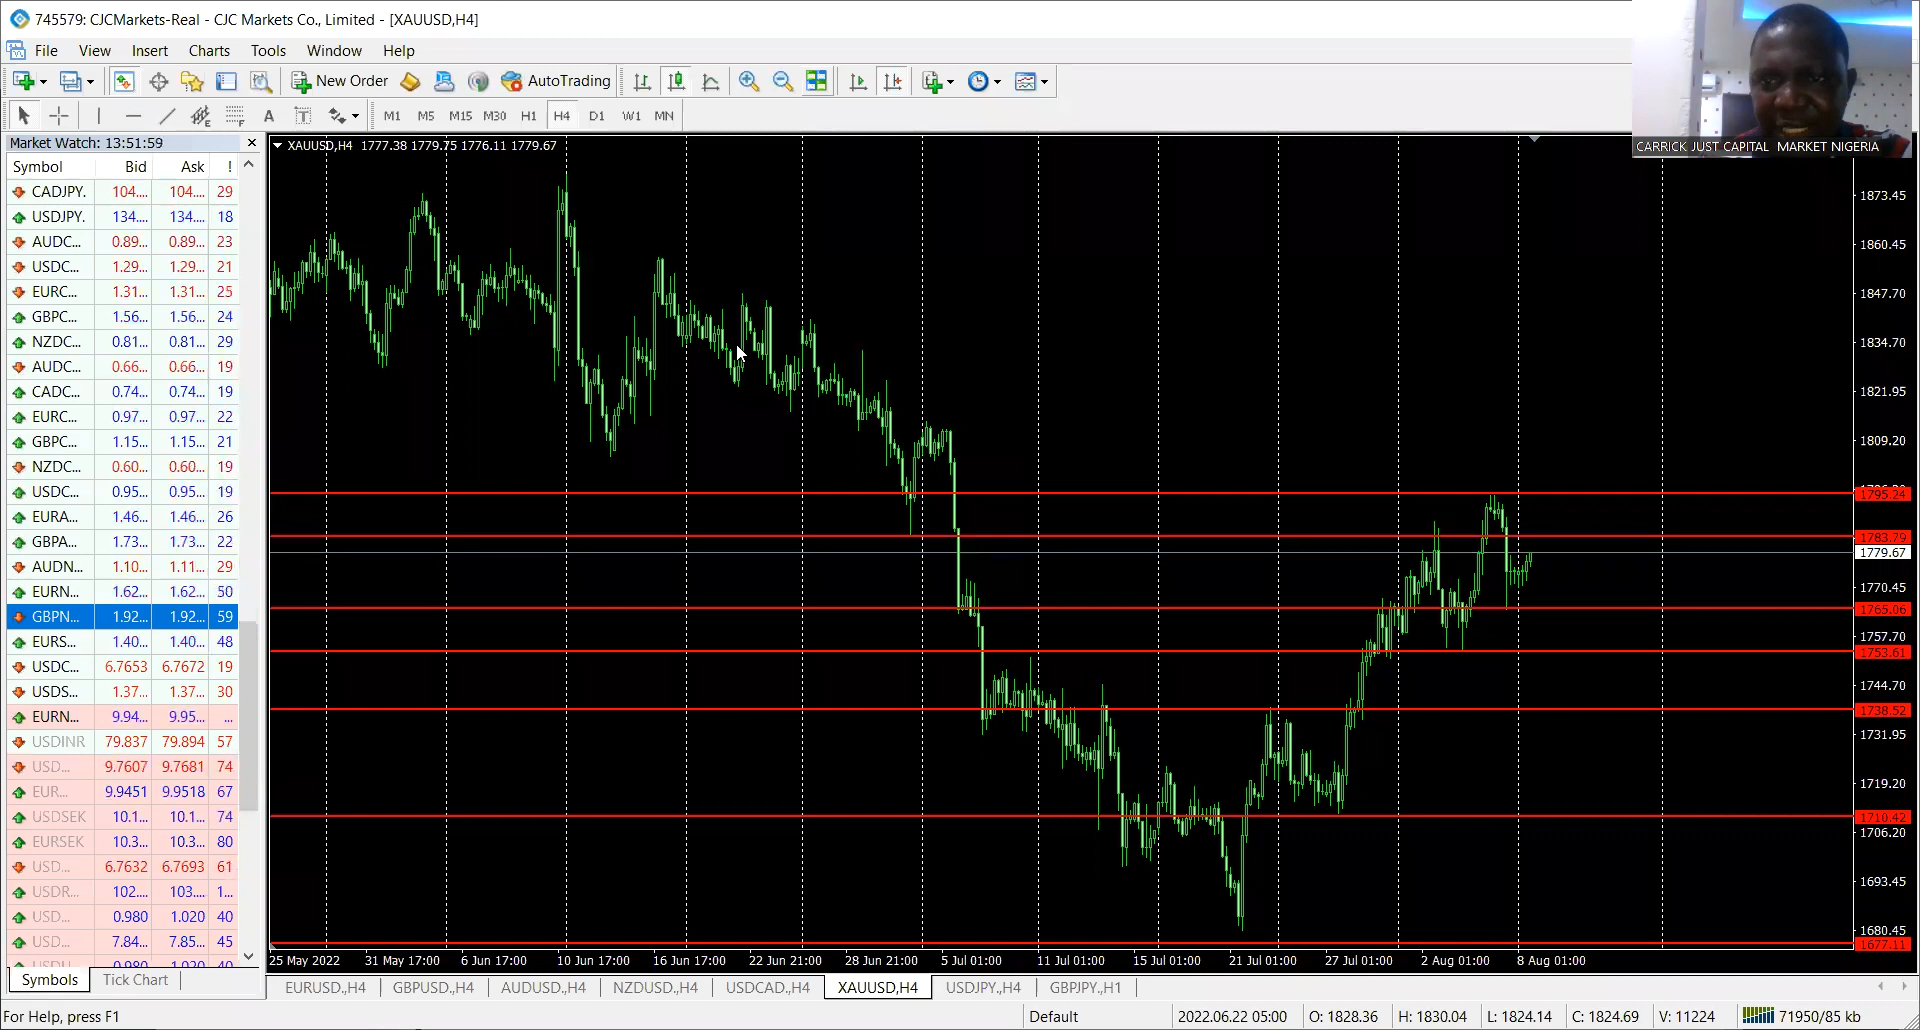 745579: CJCMarkets-Real - CJC Markets Co., Limited - [XAUUSD,H4]
File View Insert Charts Tools Window Help
New Order AutoTrading
A T M1 M5 M15 M30 H1 H4 D1 W1 MN
CARRICK JUST CAPITAL MARKET NIGERIA
Market Watch: 13:51:59
Symbol Bid Ask !
CADJPY. 104.... 104.... 29
USDJPY. 134.... 134.... 18
AUDC... 0.89... 0.89... 23
USDC... 1.29... 1.29... 21
EURC... 1.31... 1.31... 25
GBPC... 1.56... 1.56... 24
NZDC... 0.81... 0.81... 29
AUDC... 0.66... 0.66... 19
CADC... 0.74... 0.74... 19
EURC... 0.97... 0.97... 22
GBPC... 1.15... 1.15... 21
NZDC... 0.60... 0.60... 19
USDC... 0.95... 0.95... 19
EURA... 1.46... 1.46... 26
GBPA... 1.73... 1.73... 22
AUDN... 1.10... 1.11... 29
EURN... 1.62... 1.62... 50
GBPN... 1.92... 1.92... 59
EURS... 1.40... 1.40... 48
USDC... 6.7653 6.7672 19
USDS... 1.37... 1.37... 30
EURN... 9.94... 9.95... ...
USDINR 79.837 79.894 57
USD... 9.7607 9.7681 74
EUR... 9.9451 9.9518 67
USDSEK 10.1... 10.1... 74
EURSEK 10.3... 10.3... 80
USD... 6.7632 6.7693 61
USDR... 102.... 103.... 1...
USD... 0.980 1.020 40
USD... 7.84... 7.85... 45
Symbols Tick Chart
XAUUSD,H4 1777.38 1779.75 1776.11 1779.67
1873.45
1860.45
1847.70
1834.70
1821.95
1809.20
1795.24
1783.79
1779.67
1770.45
1765.06
1757.70
1753.61
1744.70
1738.52
1731.95
1719.20
1710.42
1706.20
1693.45
1680.45
1677.11
25 May 2022 31 May 17:00 6 Jun 17:00 10 Jun 17:00 16 Jun 17:00 22 Jun 21:00 28 Jun 21:00 5 Jul 01:00 11 Jul 01:00 15 Jul 01:00 21 Jul 01:00 27 Jul 01:00 2 Aug 01:00 8 Aug 01:00
EURUSD.,H4 GBPUSD.,H4 AUDUSD.,H4 NZDUSD.,H4 USDCAD.,H4 XAUUSD,H4 USDJPY.,H4 GBPJPY.,H1
For Help, press F1 Default 2022.06.22 05:00 O: 1828.36 H: 1830.04 L: 1824.14 C: 1824.69 V: 11224 71950/85 kb